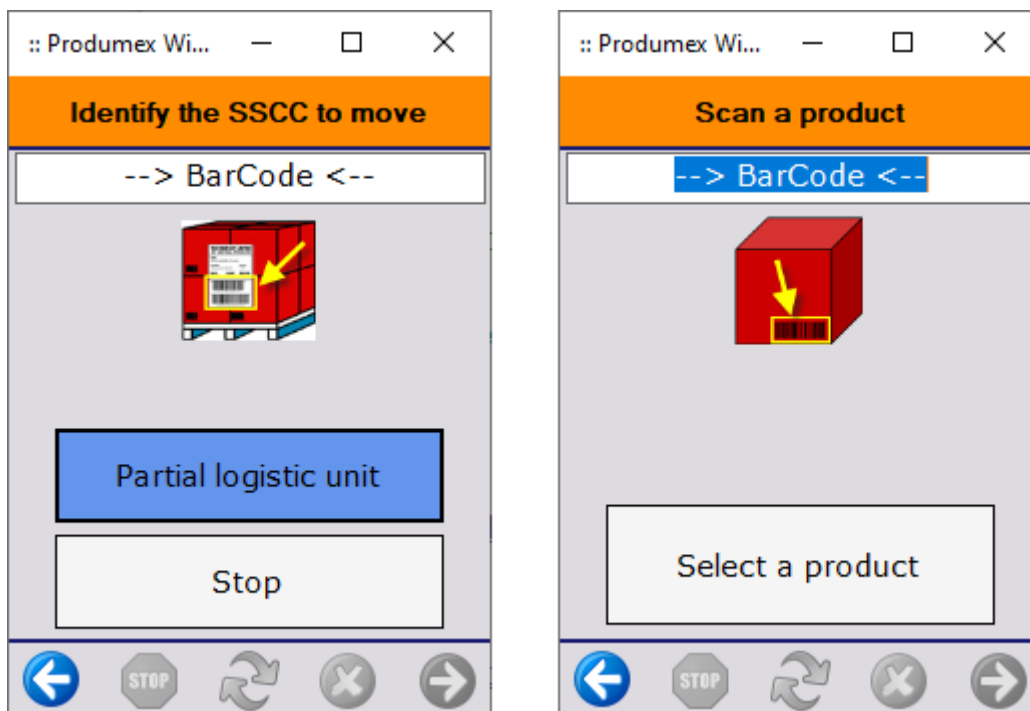 :: Produmex Wi...
Identify the SSCC to move
--> BarCode <--
Partial logistic unit
Stop
STOP
:: Produmex Wi...
Scan a product
--> BarCode <--
Select a product
STOP